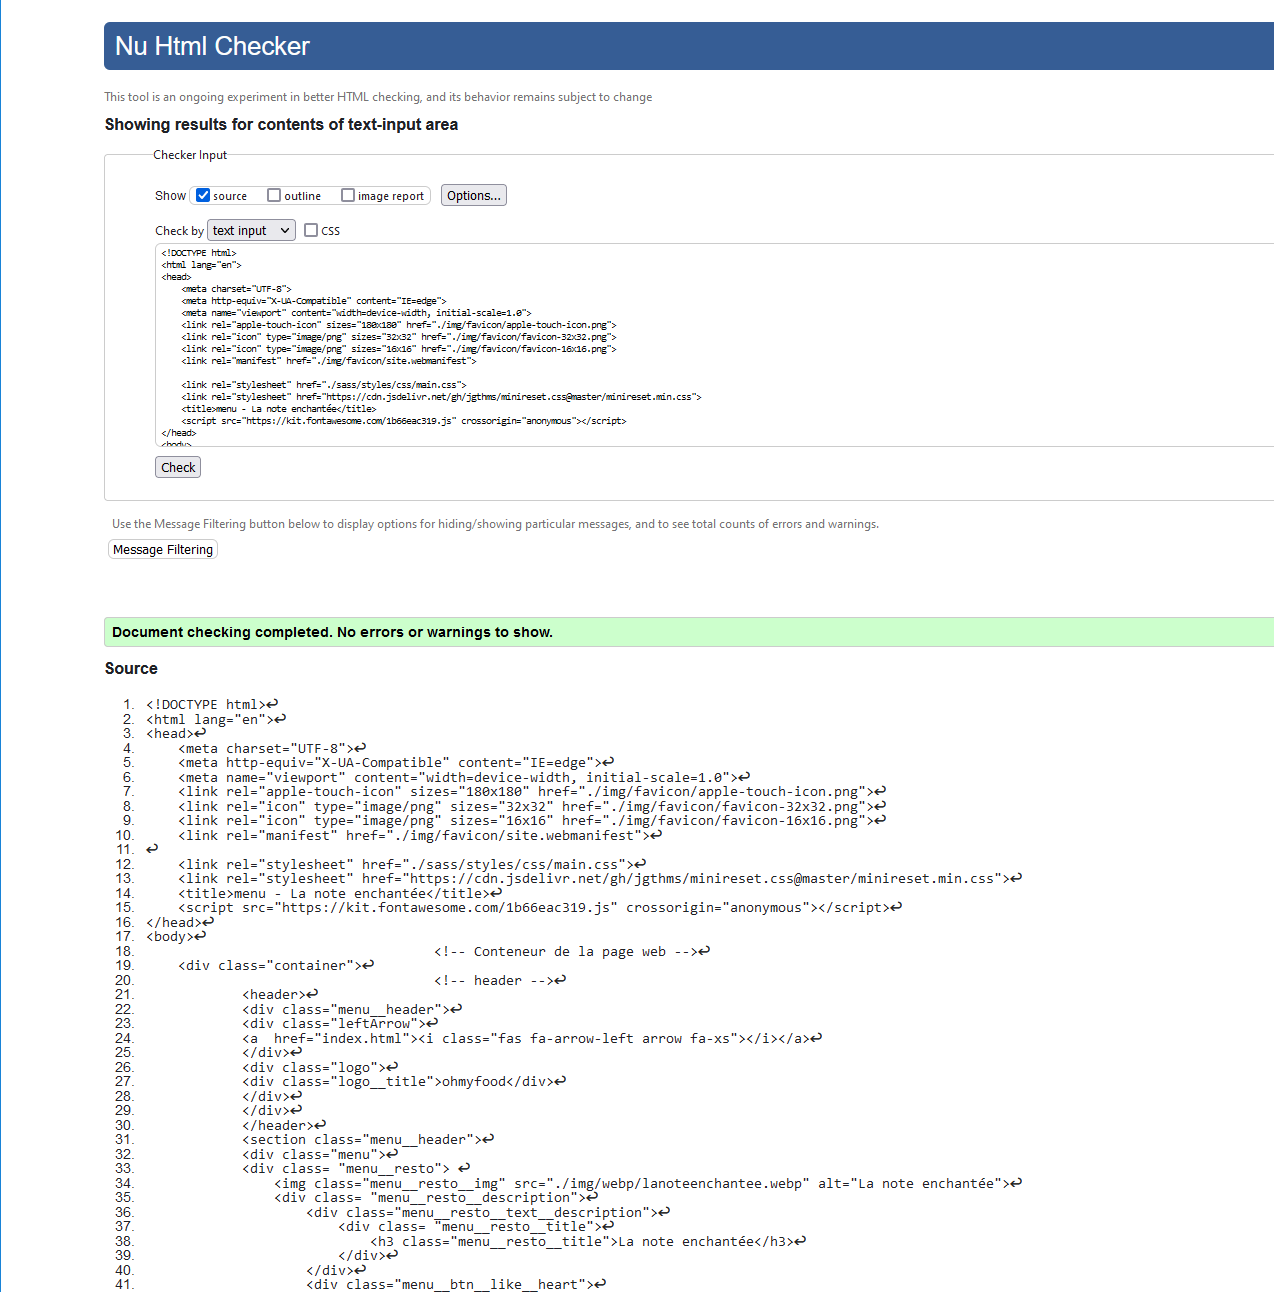 Nu Html Checker
This tool is an ongoing experiment in better HTML checking, and its behavior remains subject to change
Showing results for contents of text-input area
Checker Input
Show source outline image report Options...
Check by text input CSS
<!DOCTYPE html>
<html lang="en">
<head>
    <meta charset="UTF-8">
    <meta http-equiv="X-UA-Compatible" content="IE=edge">
    <meta name="viewport" content="width=device-width, initial-scale=1.0">
    <link rel="apple-touch-icon" sizes="180x180" href="./img/favicon/apple-touch-icon.png">
    <link rel="icon" type="image/png" sizes="32x32" href="./img/favicon/favicon-32x32.png">
    <link rel="icon" type="image/png" sizes="16x16" href="./img/favicon/favicon-16x16.png">
    <link rel="manifest" href="./img/favicon/site.webmanifest">
    <link rel="stylesheet" href="./sass/styles/css/main.css">
    <link rel="stylesheet" href="https://cdn.jsdelivr.net/gh/jgthms/minireset.css@master/minireset.min.css">
    <title>menu - La note enchantée</title>
    <script src="https://kit.fontawesome.com/1b66eac319.js" crossorigin="anonymous"></script>
</head>
<body>
Check
Use the Message Filtering button below to display options for hiding/showing particular messages, and to see total counts of errors and warnings.
Message Filtering
Document checking completed. No errors or warnings to show.
Source
1. <!DOCTYPE html>↩
2. <html lang="en">↩
3. <head>↩
4.     <meta charset="UTF-8">↩
5.     <meta http-equiv="X-UA-Compatible" content="IE=edge">↩
6.     <meta name="viewport" content="width=device-width, initial-scale=1.0">↩
7.     <link rel="apple-touch-icon" sizes="180x180" href="./img/favicon/apple-touch-icon.png">↩
8.     <link rel="icon" type="image/png" sizes="32x32" href="./img/favicon/favicon-32x32.png">↩
9.     <link rel="icon" type="image/png" sizes="16x16" href="./img/favicon/favicon-16x16.png">↩
10.     <link rel="manifest" href="./img/favicon/site.webmanifest">↩
11. ↩
12.     <link rel="stylesheet" href="./sass/styles/css/main.css">↩
13.     <link rel="stylesheet" href="https://cdn.jsdelivr.net/gh/jgthms/minireset.css@master/minireset.min.css">↩
14.     <title>menu - La note enchantée</title>↩
15.     <script src="https://kit.fontawesome.com/1b66eac319.js" crossorigin="anonymous"></script>↩
16. </head>↩
17. <body>↩
18.                                     <!-- Conteneur de la page web -->↩
19.     <div class="container">↩
20.                                     <!-- header -->↩
21.             <header>↩
22.             <div class="menu__header">↩
23.             <div class="leftArrow">↩
24.             <a  href="index.html"><i class="fas fa-arrow-left arrow fa-xs"></i></a>↩
25.             </div>↩
26.             <div class="logo">↩
27.             <div class="logo__title">ohmyfood</div>↩
28.             </div>↩
29.             </div>↩
30.             </header>↩
31.             <section class="menu__header">↩
32.             <div class="menu">↩
33.             <div class= "menu__resto"> ↩
34.                 <img class="menu__resto__img" src="./img/webp/lanoteenchantee.webp" alt="La note enchantée">↩
35.                 <div class= "menu__resto__description">↩
36.                     <div class="menu__resto__text__description">↩
37.                         <div class= "menu__resto__title">↩
38.                             <h3 class="menu__resto__title">La note enchantée</h3>↩
39.                         </div>↩
40.                     </div>↩
41.                     <div class="menu__btn__like__heart">↩